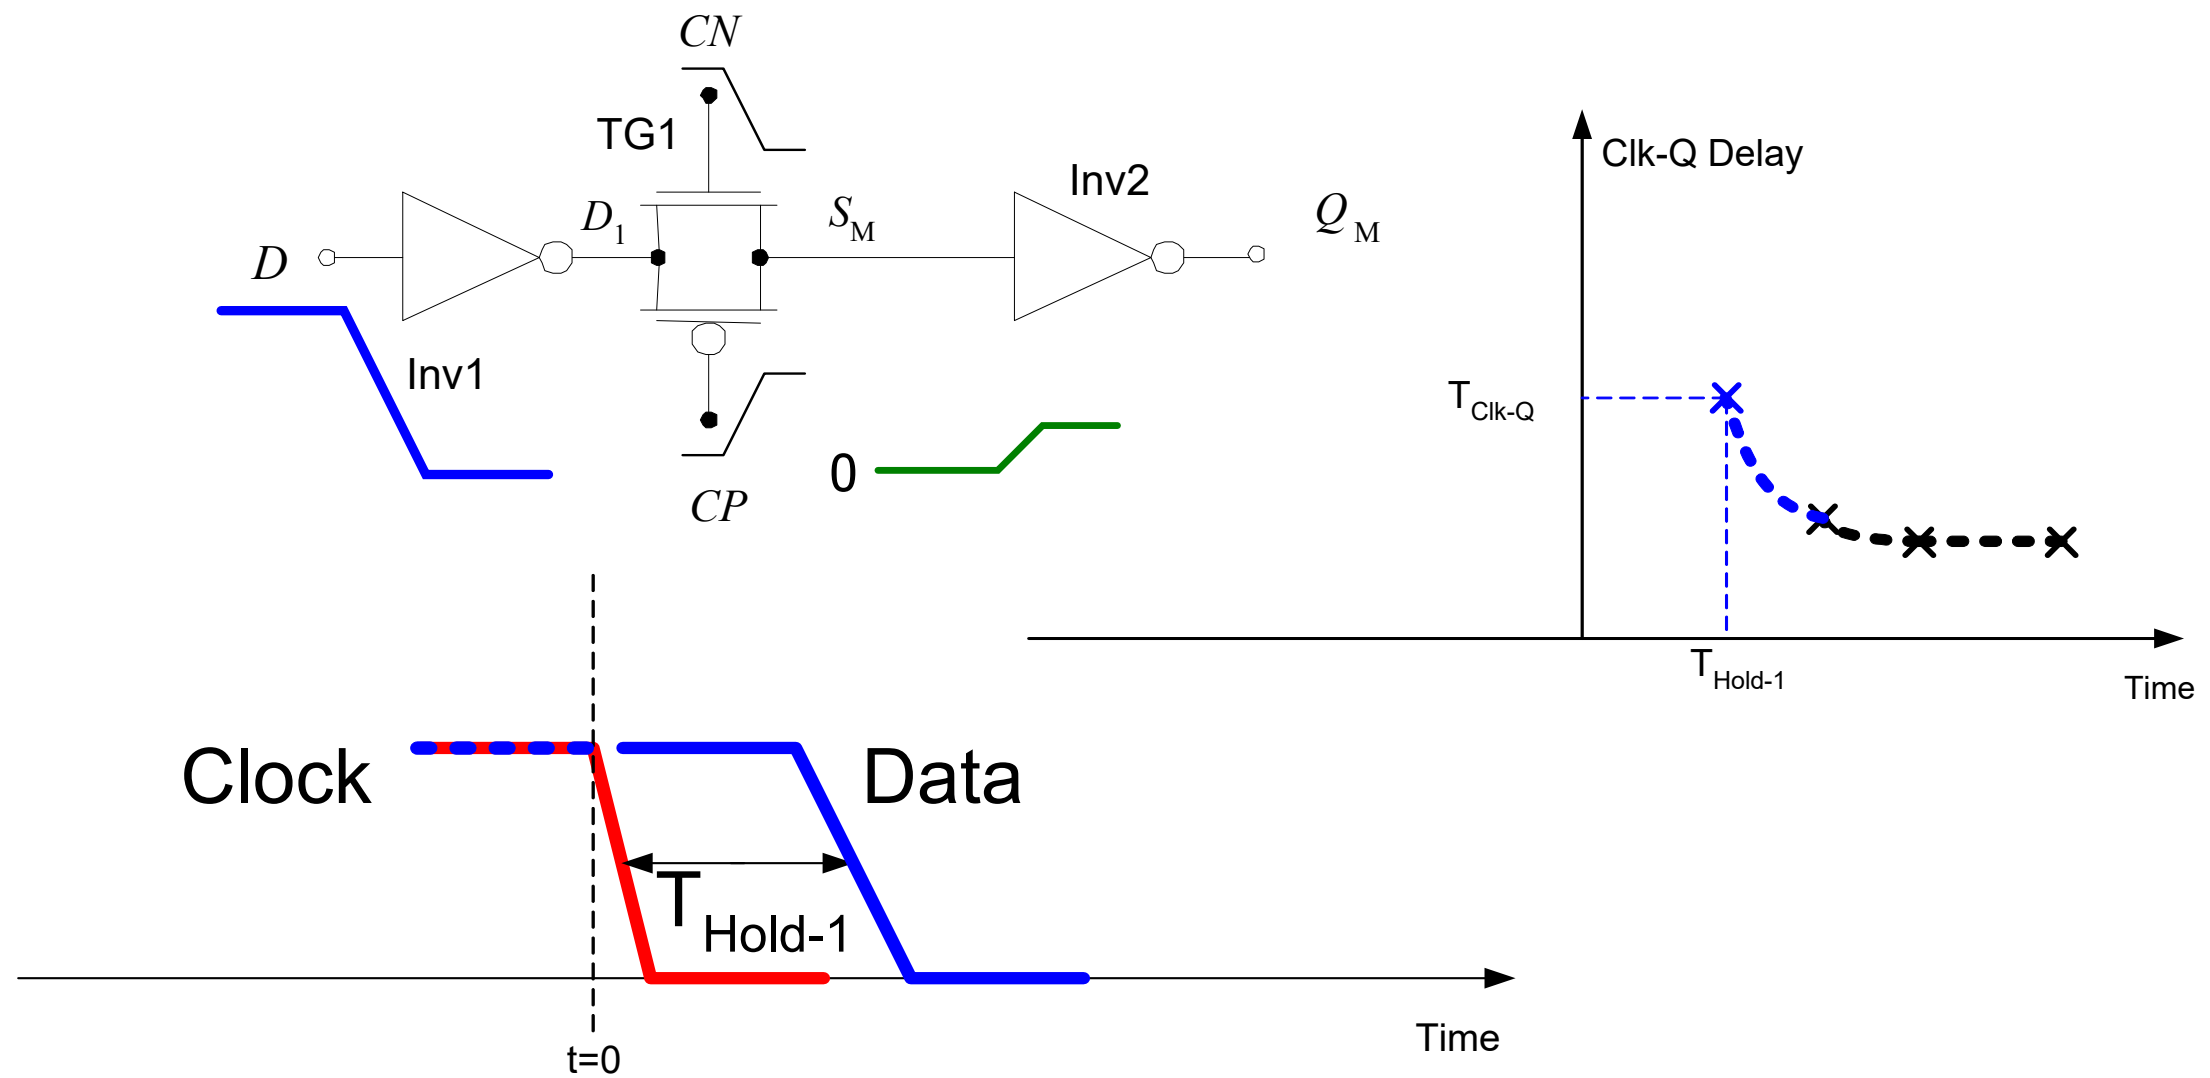 CN
TG1
Inv2
Clk-Q Delay
D
D1
SM
QM
Inv1
TClk-Q
0
CP
THold-1
Time
Clock
Data
THold-1
Time
t=0